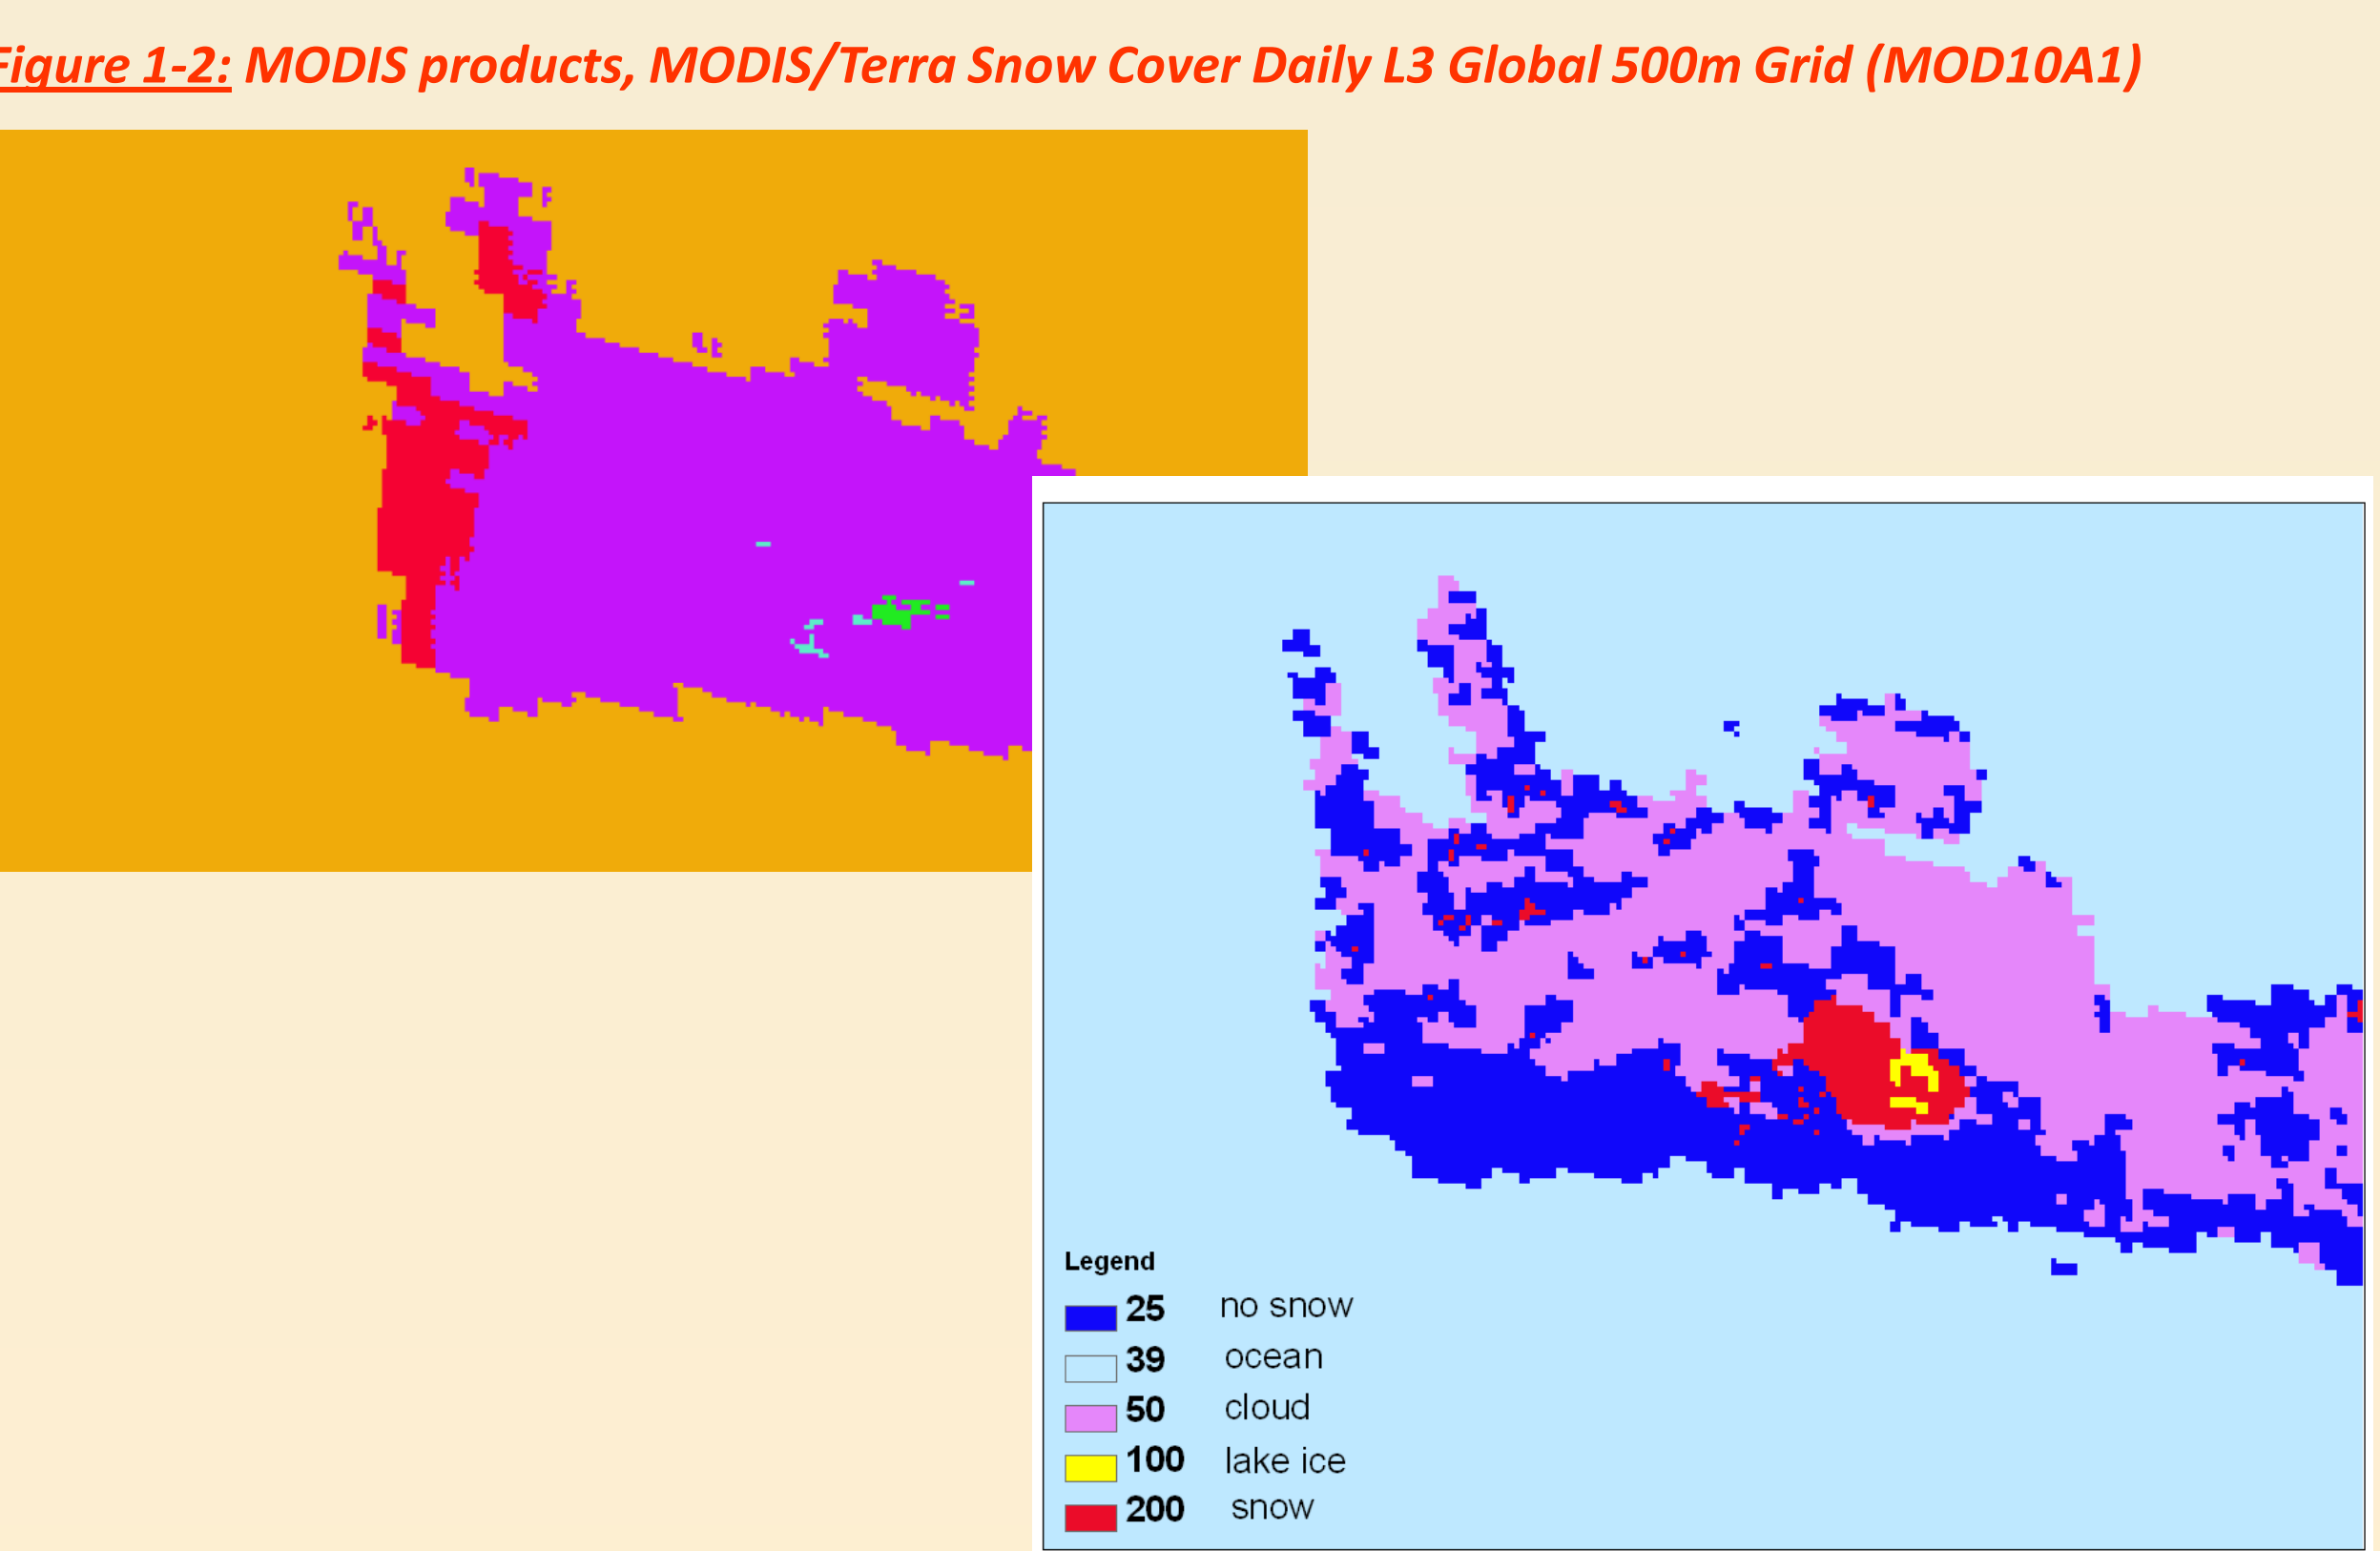 Figure 1-2: MODIS products, MODIS/Terra Snow Cover Daily L3 Global 500m Grid (MOD10A1)
Legend
25 no snow
39 ocean
50 cloud
100 lake ice
200 snow